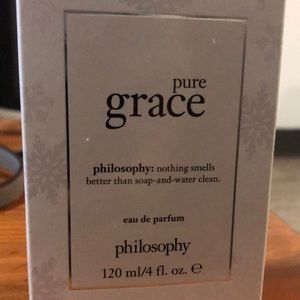 pure
grace
philosophy: nothing smells
better than soap-and-water clean.
eau de parfum
philosophy
120 ml/4 fl. oz. ℮